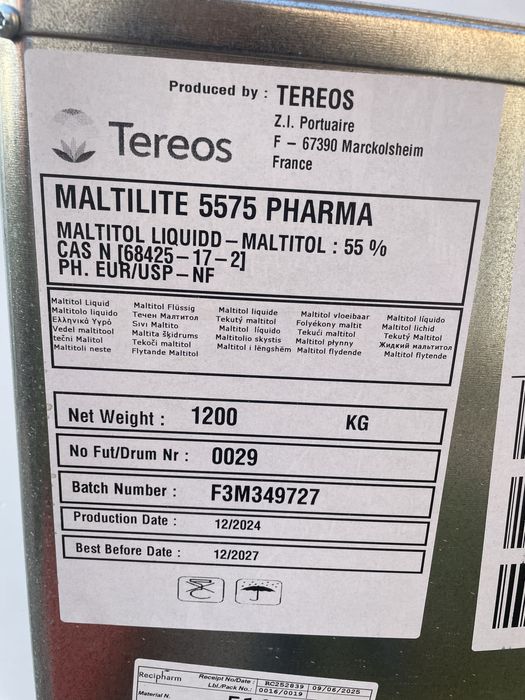 Produced by : TEREOS
Z.I. Portuaire
F – 67390 Marckolsheim
France
Tereos
MALTILITE 5575 PHARMA
MALTITOL LIQUIDD – MALTITOL : 55 %
CAS N [68425-17-2]
PH. EUR/USP – NF
Maltitol Liquid Maltitol Flüssig Maltitol liquide Maltitol vloeibaar Maltitol líquido
Maltitolo liquido Течен Малтитол Tekutý maltitol Folyékony maltit Maltitol lichid
Ελληνικό Υγρό Sıvı Maltito Maltitol líquido Tekući maltitol Tekutý Maltitol
Vedel maltitool Maltita šķidrums Maltitolio skystis Maltitol płynny Жидкий мальтитол
tečni Malitol Tekoči maltitol Maltitol i lëngshëm Maltitol flydende Maltitol flytende
Maltitoli neste Flytande Maltitol
Net Weight : 1200 KG
No Fut/Drum Nr : 0029
Batch Number : F3M349727
Production Date : 12/2024
Best Before Date : 12/2027
Recipharm Receipt No/Date : RC252839 09/06/2025
Lbl./Pack No. : 0016/0019
Material N.